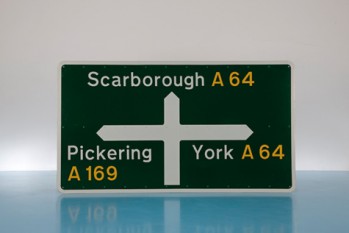 Scarborough A 64
Pickering York A 64
A 169